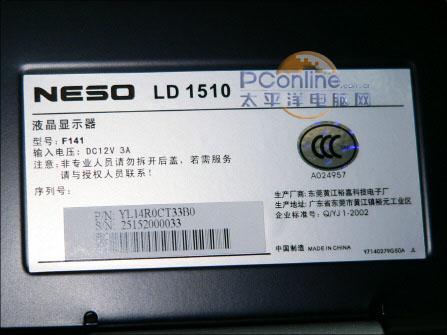 PConline.com.cn
太平洋电脑网
NESO LD 1510
液晶显示器
型号: F141
输入电压: DC12V 3A
注意: 非专业人员请勿拆开后盖, 若需服务
请与授权人员联系!
序列号:
P/N: YL14R0CT33B0
S/N: 25152000033
CCC
A024957
生产厂商: 东莞黄江裕嘉科技电子厂
生产地址: 广东省东莞市黄江镇裕元工业区
企业标准号: Q/YJ 1-2002
中国制造 MADE IN CHINA
97140279G50A